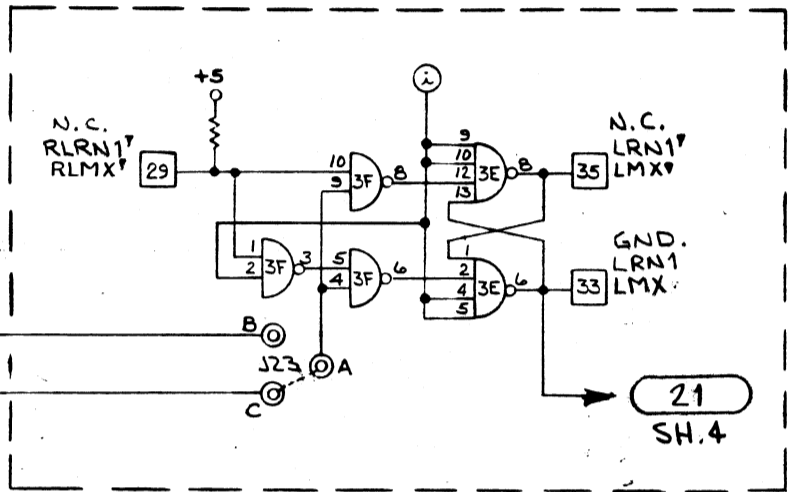 +5
i
N.C.
RLRN1'
RLMX'
29
10
9
3F
8
9
10
12
13
3E
8
35
N.C.
LRN1'
LMX'
1
2
3F
3
5
4
3F
6
1
2
4
5
3E
6
33
GND.
LRN1
LMX
B
J23
A
C
21
SH.4